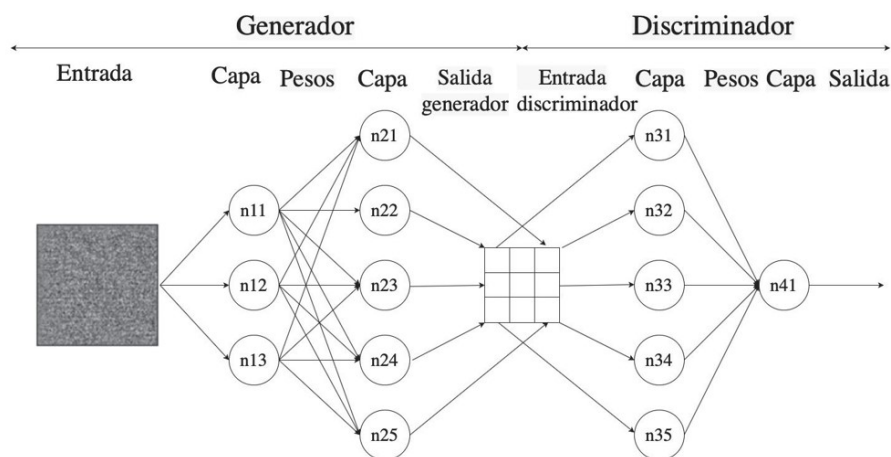 Generador
Discriminador
Entrada
Capa
Pesos
Capa
Salida
generador
Entrada
discriminador
Capa
Pesos
Capa
Salida
n11
n12
n13
n21
n22
n23
n24
n25
n31
n32
n33
n34
n35
n41